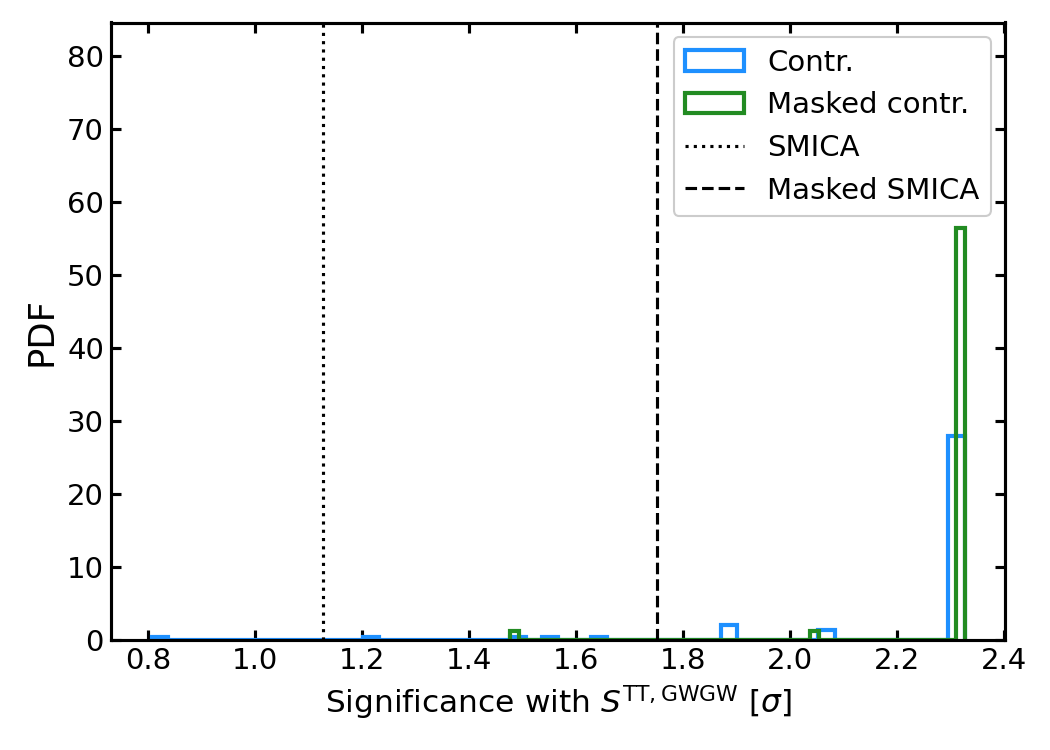 Contr.
Masked contr.
SMICA
Masked SMICA
PDF
80
70
60
50
40
30
20
10
0
0.8 1.0 1.2 1.4 1.6 1.8 2.0 2.2 2.4
Significance with S^TT,GWGW [σ]